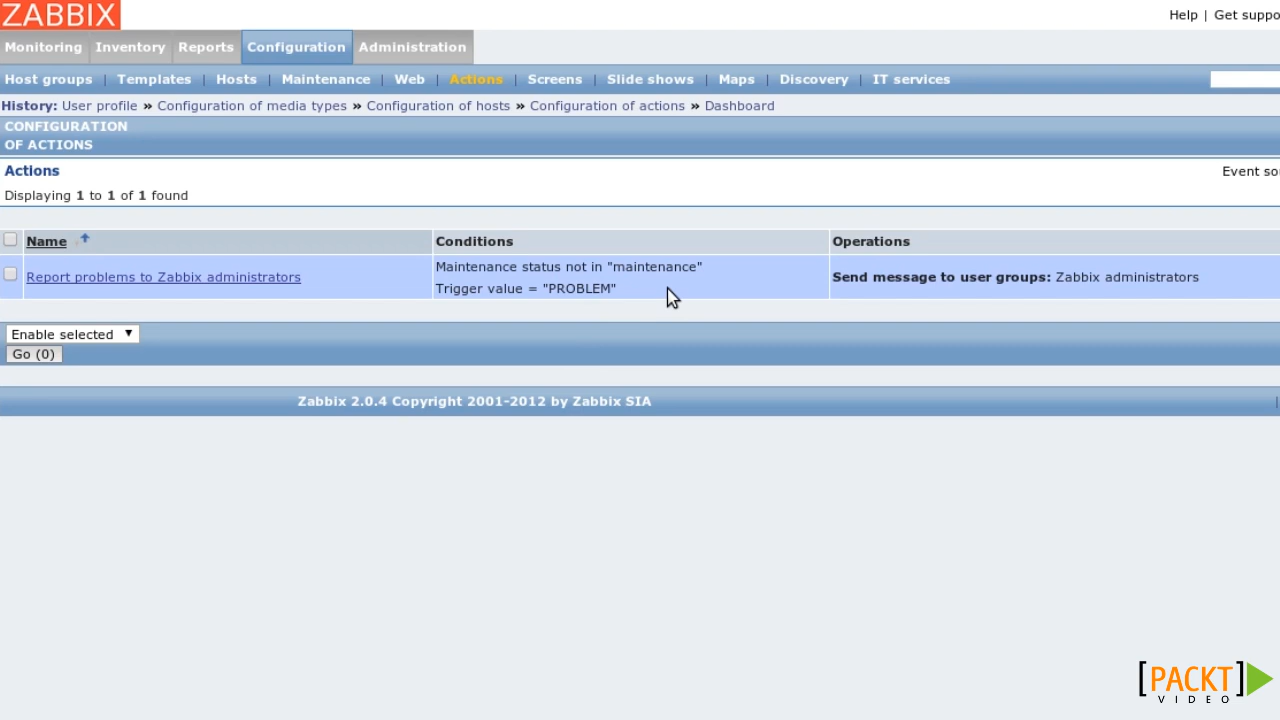 ZABBIX
Help | Get suppo
Monitoring Inventory Reports Configuration Administration
Host groups | Templates | Hosts | Maintenance | Web | Actions | Screens | Slide shows | Maps | Discovery | IT services
History: User profile » Configuration of media types » Configuration of hosts » Configuration of actions » Dashboard
CONFIGURATION
OF ACTIONS
Actions
Event so
Displaying 1 to 1 of 1 found
Name Conditions Operations
Report problems to Zabbix administrators
Maintenance status not in "maintenance"
Trigger value = "PROBLEM"
Send message to user groups: Zabbix administrators
Enable selected
Go (0)
Zabbix 2.0.4 Copyright 2001-2012 by Zabbix SIA |
[PACKT]
VIDEO